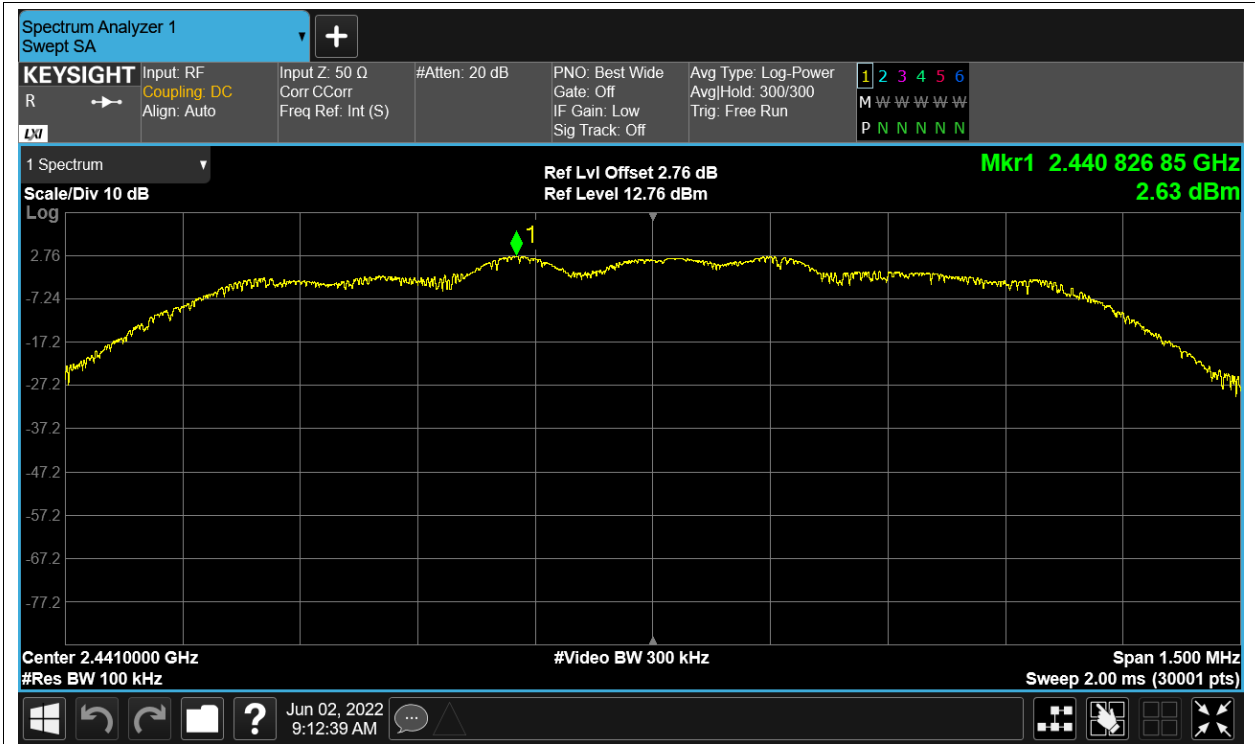 Spectrum Analyzer 1
Swept SA
KEYSIGHT
R
LXI
Input: RF
Coupling: DC
Align: Auto
Input Z: 50 Ω
Corr CCorr
Freq Ref: Int (S)
#Atten: 20 dB
PNO: Best Wide
Gate: Off
IF Gain: Low
Sig Track: Off
Avg Type: Log-Power
Avg|Hold: 300/300
Trig: Free Run
1 2 3 4 5 6
M W W W W W
P N N N N N
1 Spectrum
Scale/Div 10 dB
Log
Ref Lvl Offset 2.76 dB
Ref Level 12.76 dBm
Mkr1 2.440 826 85 GHz
2.63 dBm
1
2.76
-7.24
-17.2
-27.2
-37.2
-47.2
-57.2
-67.2
-77.2
Center 2.4410000 GHz
#Res BW 100 kHz
#Video BW 300 kHz
Span 1.500 MHz
Sweep 2.00 ms (30001 pts)
?
Jun 02, 2022
9:12:39 AM